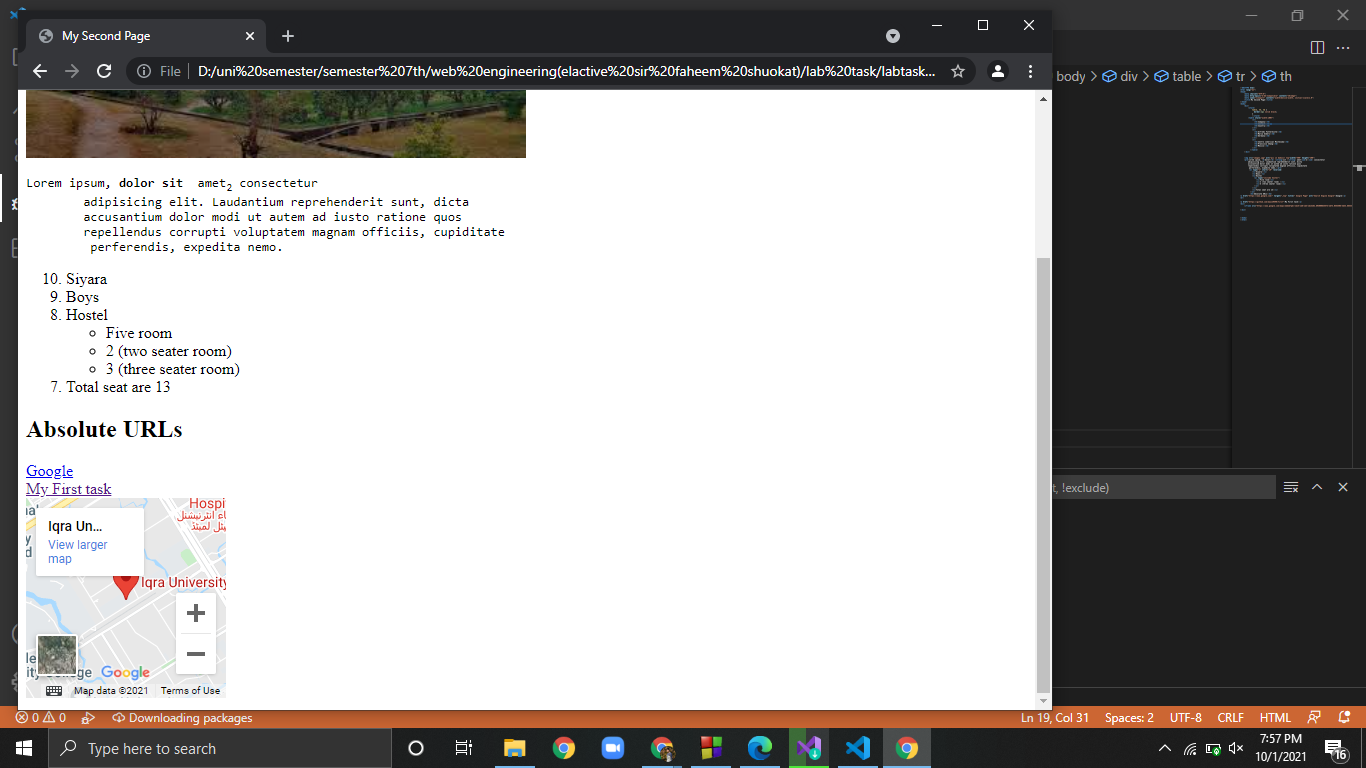 My Second Page
File
D:/uni%20semester/semester%207th/web%20engineering(elactive%20sir%20faheem%20shuokat)/lab%20task/labtask...
body > div > table > tr > th
Lorem ipsum, dolor sit amet2 consectetur
adipisicing elit. Laudantium reprehenderit sunt, dicta
accusantium dolor modi ut autem ad iusto ratione quos
repellendus corrupti voluptatem magnam officiis, cupiditate
perferendis, expedita nemo.
10. Siyara
9. Boys
8. Hostel
Five room
2 (two seater room)
3 (three seater room)
7. Total seat are 13
Absolute URLs
Google
My First task
t, !exclude)
Hospi
Iqra Un...
View larger
map
Iqra University
Google
Map data ©2021
Terms of Use
0 0
Downloading packages
Ln 19, Col 31
Spaces: 2
UTF-8
CRLF
HTML
Type here to search
7:57 PM
10/1/2021
16